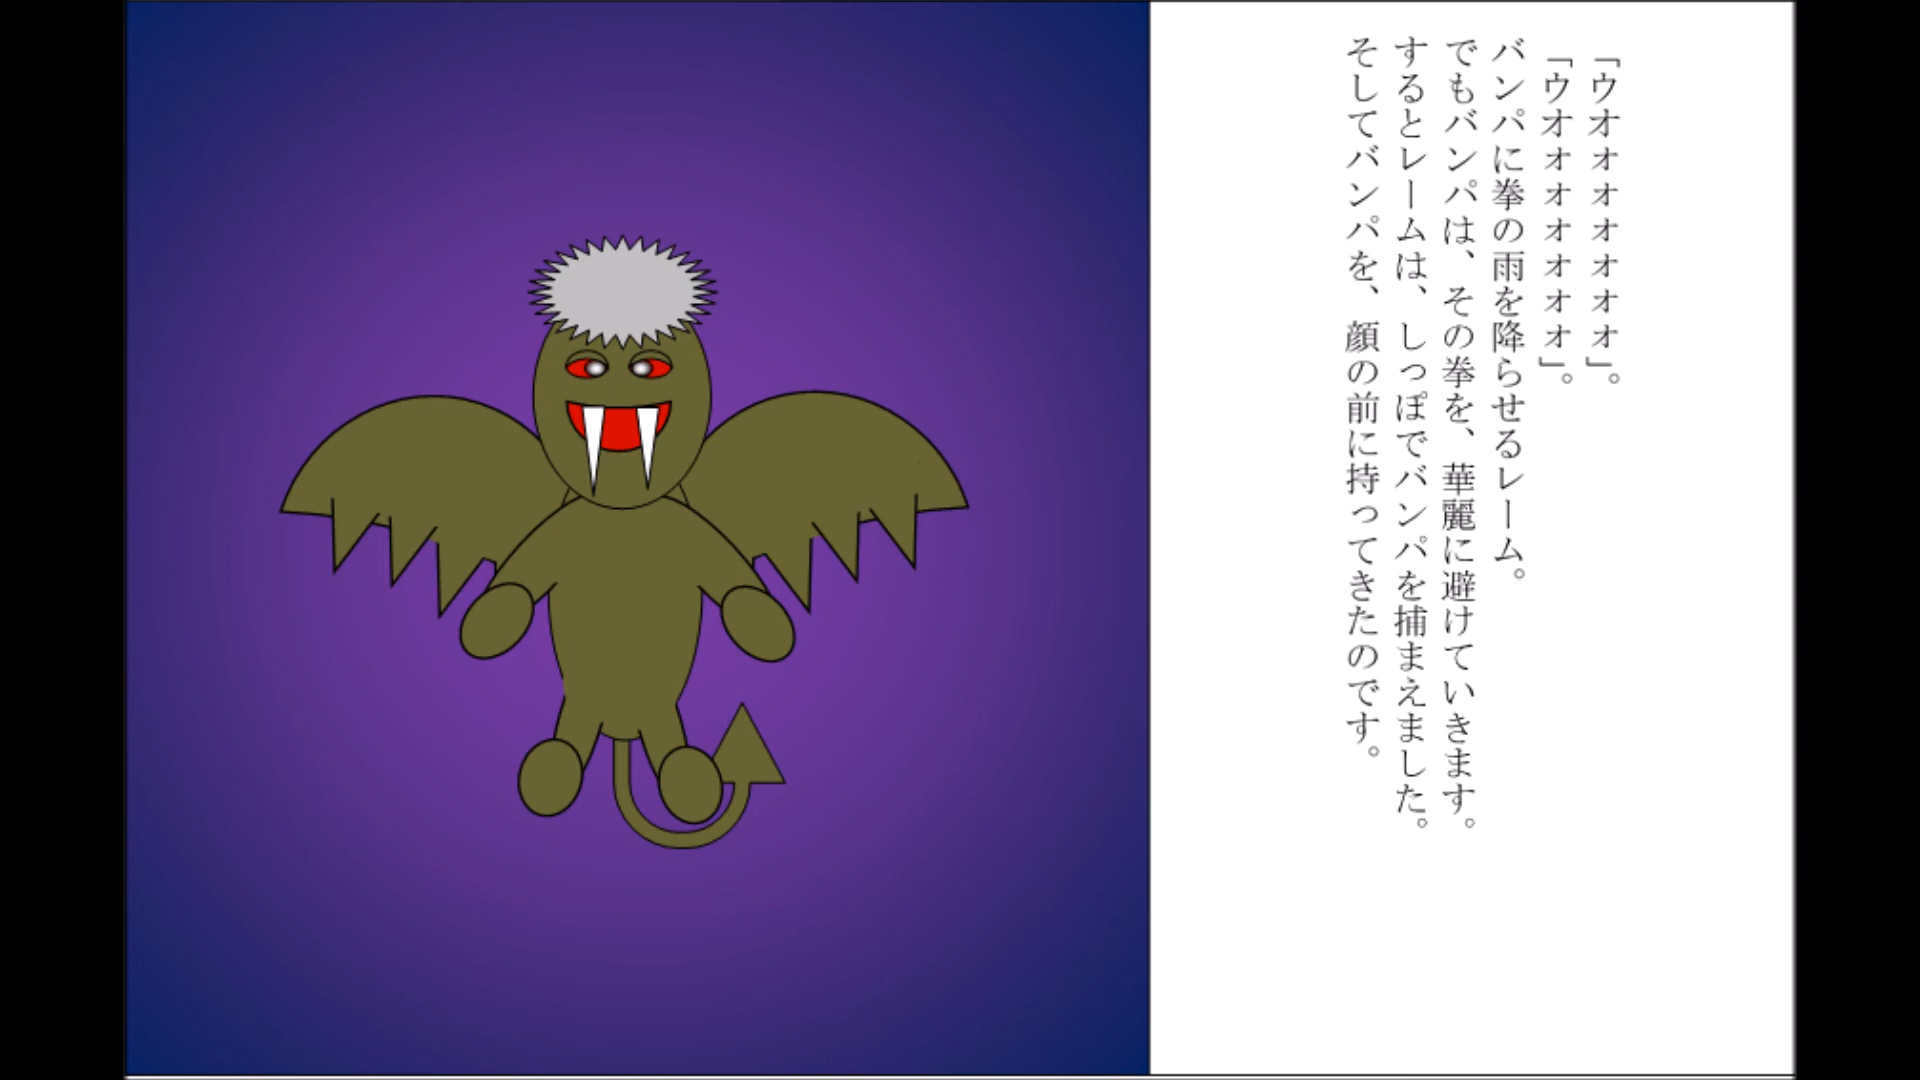 「ウオォォォォォォ」。
「ウオォォォォォォ」。
バンパに拳の雨を降らせるレーム。
でもバンパは、その拳を、華麗に避けていきます。
するとレームは、しっぽでバンパを捕まえました。
そしてバンパを、顔の前に持ってきたのです。